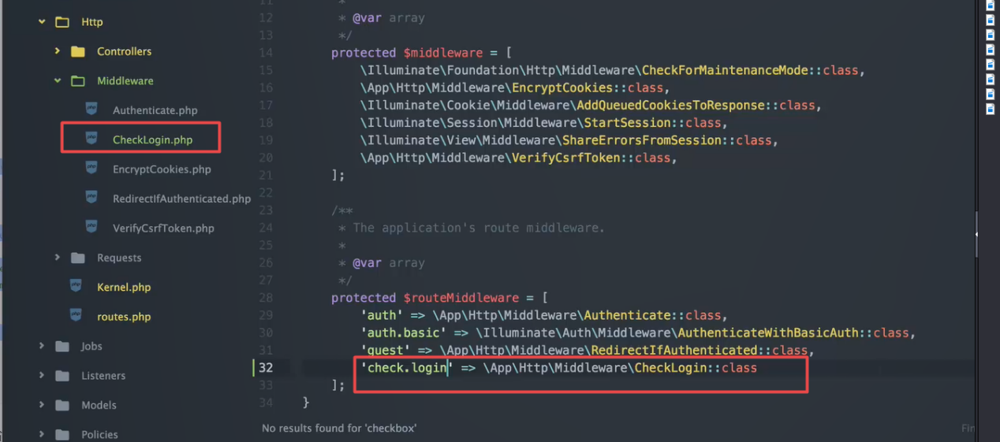 Http
Controllers
Middleware
Authenticate.php
CheckLogin.php
EncryptCookies.php
RedirectIfAuthenticated.php
VerifyCsrfToken.php
Requests
Kernel.php
routes.php
Jobs
Listeners
Models
Policies
11 *
12 * @var array
13 */
14 protected $middleware = [
15 \Illuminate\Foundation\Http\Middleware\CheckForMaintenanceMode::class,
16 \App\Http\Middleware\EncryptCookies::class,
17 \Illuminate\Cookie\Middleware\AddQueuedCookiesToResponse::class,
18 \Illuminate\Session\Middleware\StartSession::class,
19 \Illuminate\View\Middleware\ShareErrorsFromSession::class,
20 \App\Http\Middleware\VerifyCsrfToken::class,
21 ];
22
23 /**
24 * The application's route middleware.
25 *
26 * @var array
27 */
28 protected $routeMiddleware = [
29 'auth' => \App\Http\Middleware\Authenticate::class,
30 'auth.basic' => \Illuminate\Auth\Middleware\AuthenticateWithBasicAuth::class,
31 'guest' => \App\Http\Middleware\RedirectIfAuthenticated::class,
32 'check.login' => \App\Http\Middleware\CheckLogin::class
33 ];
34 }
No results found for 'checkbox'